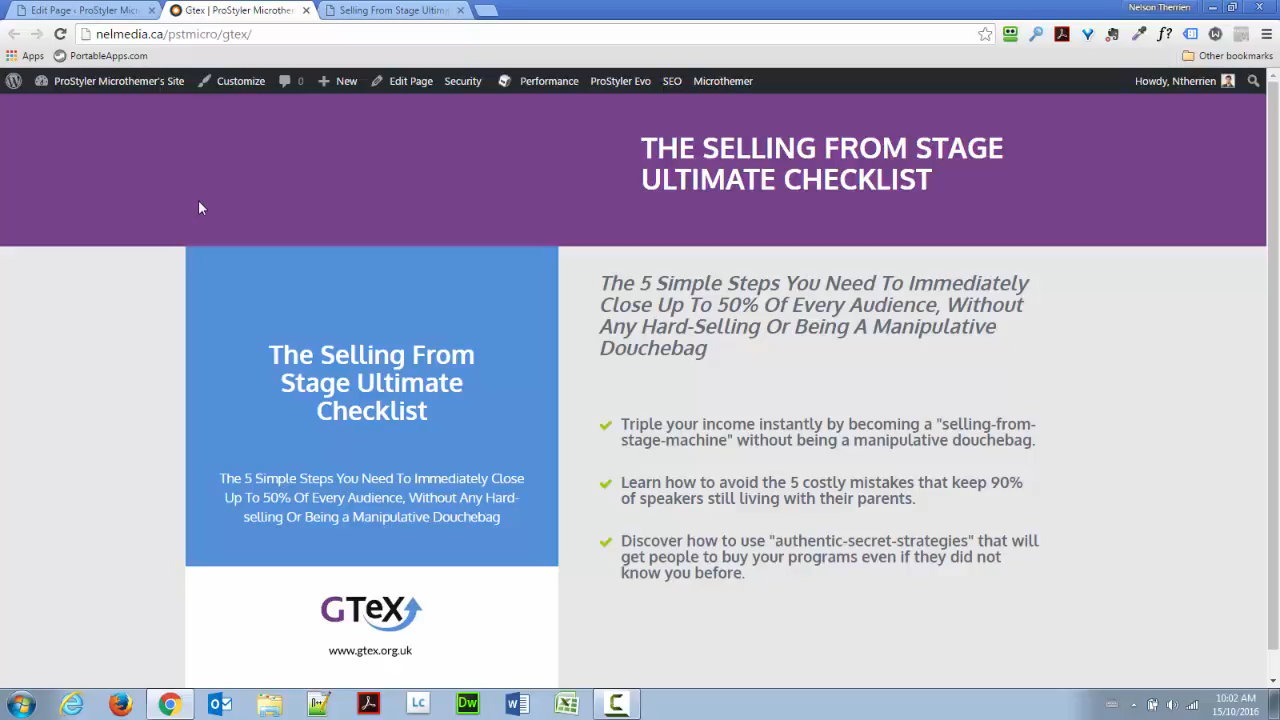 Edit Page ‹ ProStyler Micro
Gtex | ProStyler Microther
Selling From Stage Ultim
Nelson Therrien
nelmedia.ca/pstmicro/gtex/
f?
Apps
PortableApps.com
Other bookmarks
ProStyler Microthemer's Site
Customize
0
New
Edit Page
Security
Performance
ProStyler Evo
SEO
Microthemer
Howdy, Ntherrien
THE SELLING FROM STAGE
ULTIMATE CHECKLIST
The 5 Simple Steps You Need To Immediately
Close Up To 50% Of Every Audience, Without
Any Hard-Selling Or Being A Manipulative
Douchebag
The Selling From
Stage Ultimate
Checklist
The 5 Simple Steps You Need To Immediately Close
Up To 50% Of Every Audience, Without Any Hard-
selling Or Being a Manipulative Douchebag
GTeX
www.gtex.org.uk
Triple your income instantly by becoming a "selling-from-
stage-machine" without being a manipulative douchebag.
Learn how to avoid the 5 costly mistakes that keep 90%
of speakers still living with their parents.
Discover how to use "authentic-secret-strategies" that will
get people to buy your programs even if they did not
know you before.
LC
Dw
10:02 AM
15/10/2016